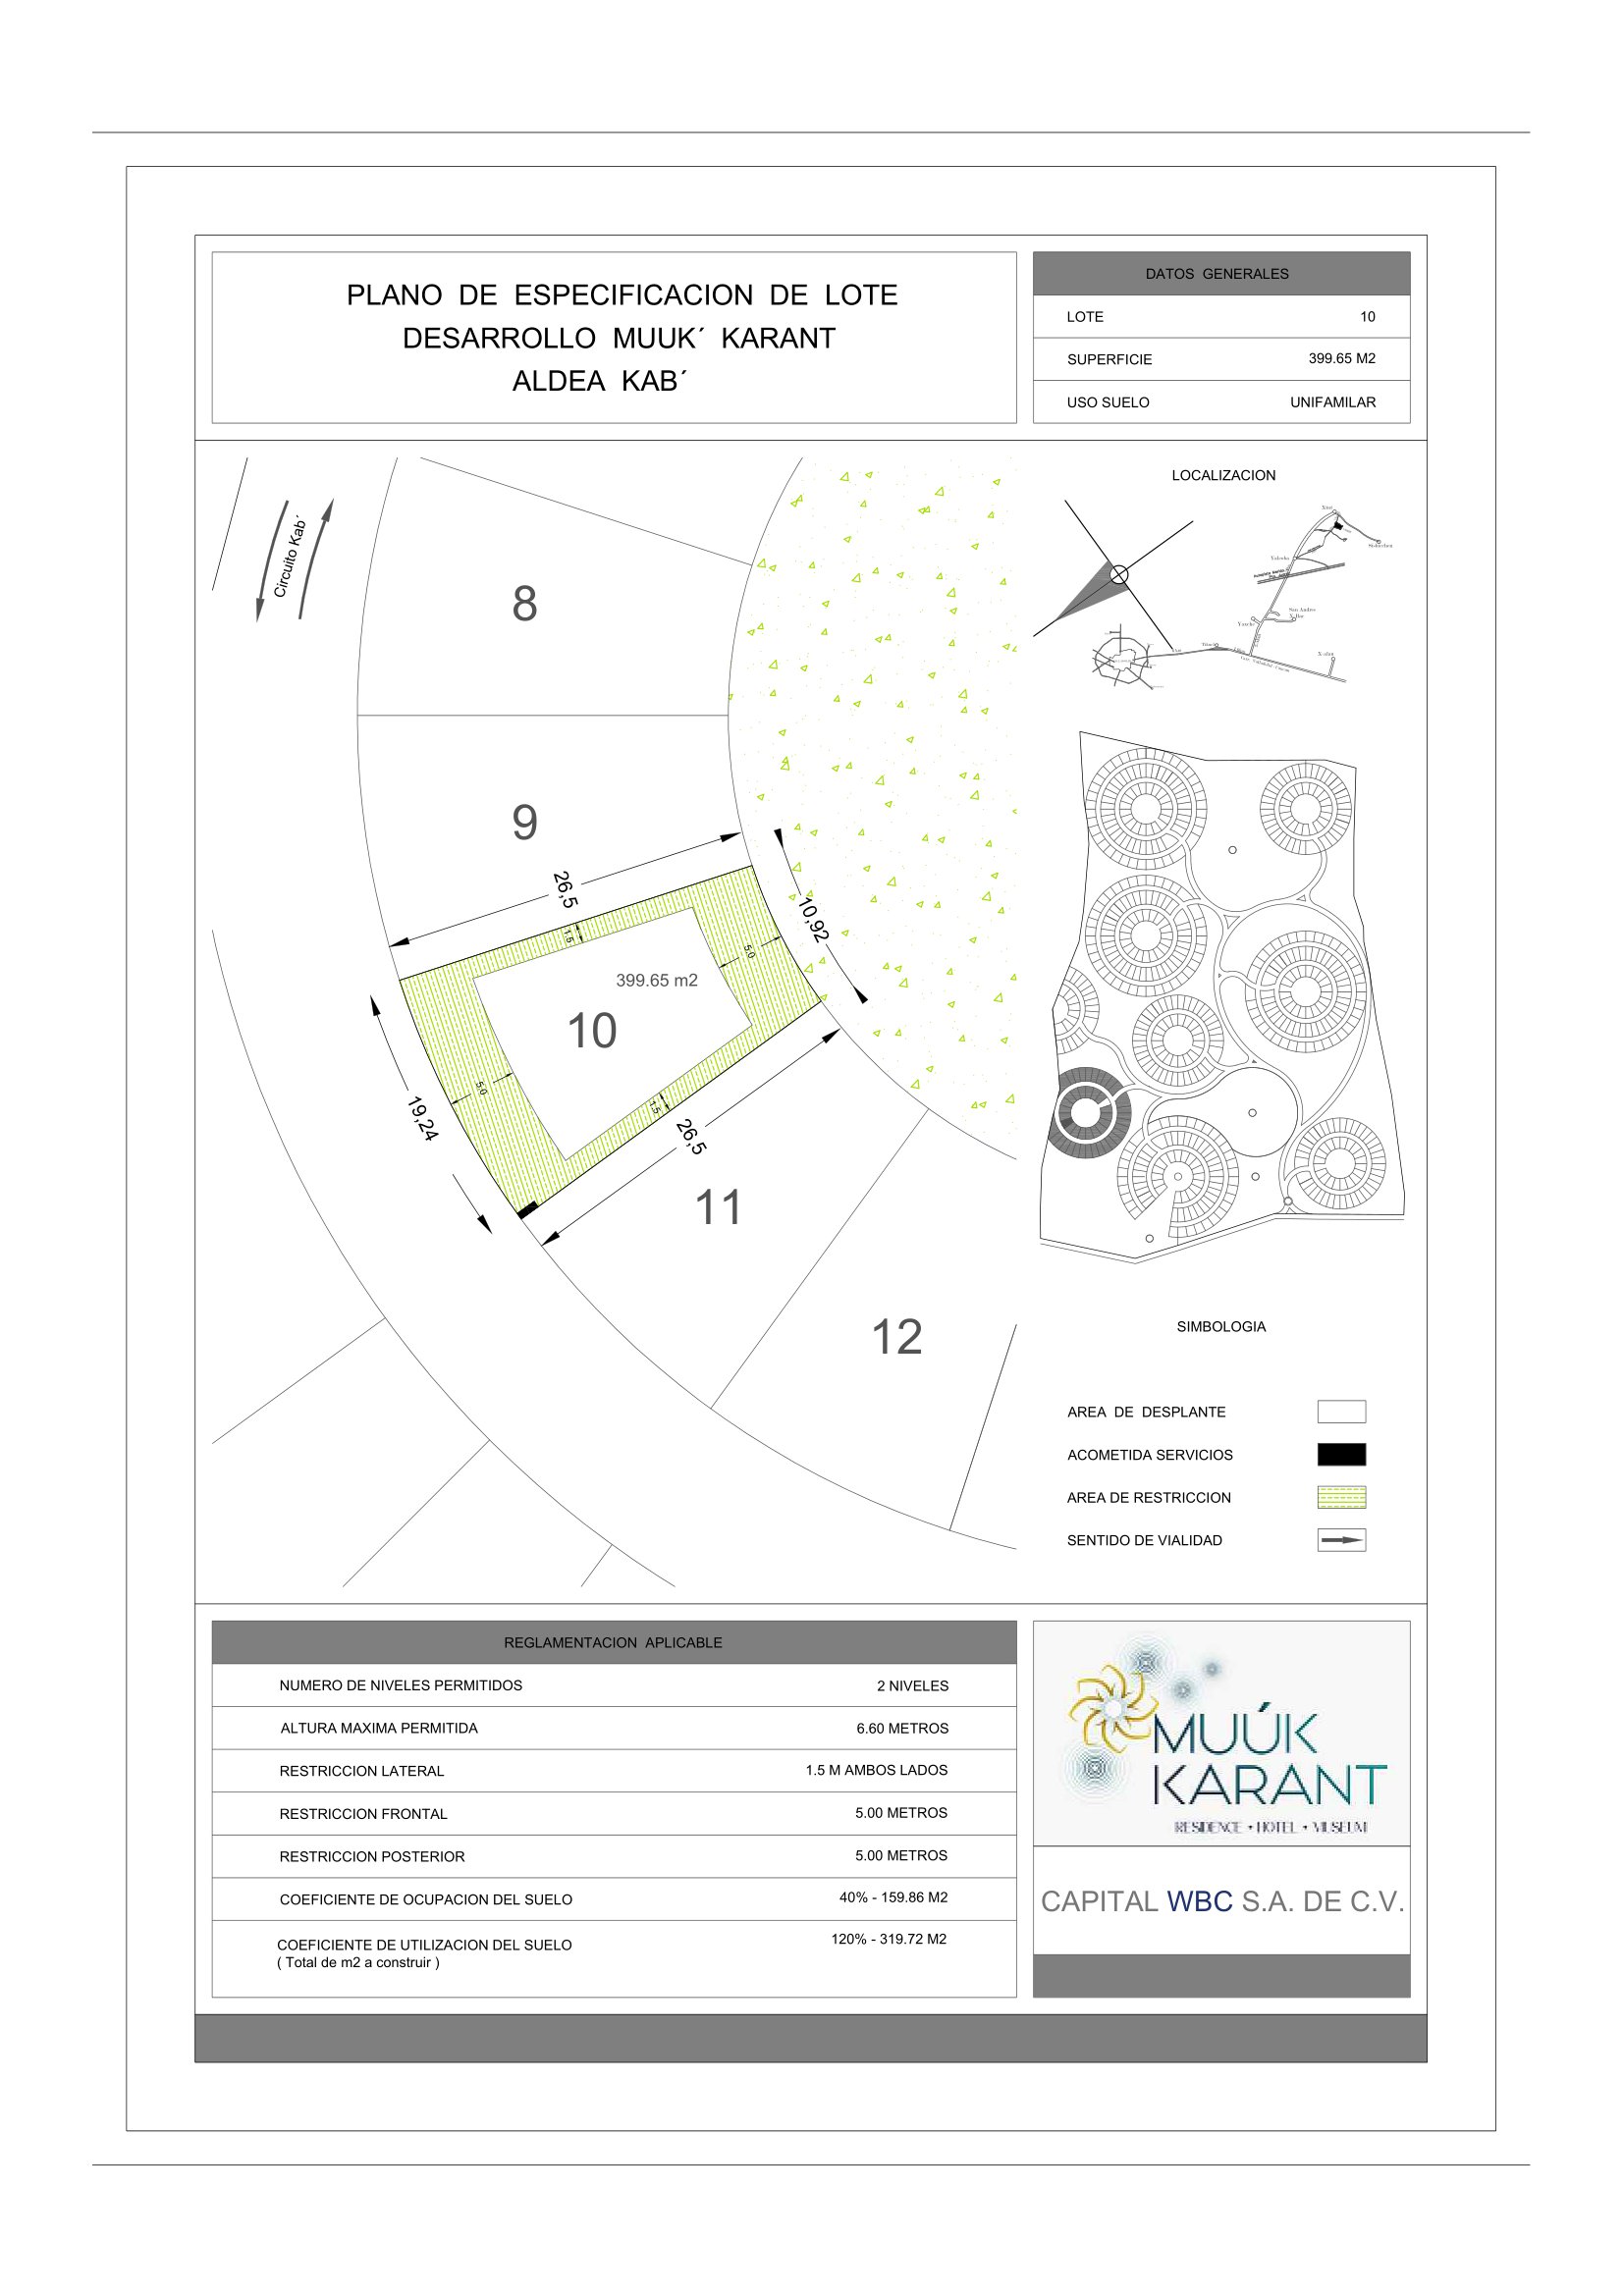 PLANO DE ESPECIFICACION DE LOTE
DESARROLLO MUUK´ KARANT
ALDEA KAB´
DATOS GENERALES
LOTE 10
SUPERFICIE 399.65 M2
USO SUELO UNIFAMILAR
Circuito Kab´
8
9
26,5
10,92
1.5
5.0
399.65 m2
10
5.0
1.5
19,24
26,5
11
12
LOCALIZACION
San Andres
SIMBOLOGIA
AREA DE DESPLANTE
ACOMETIDA SERVICIOS
AREA DE RESTRICCION
SENTIDO DE VIALIDAD
REGLAMENTACION APLICABLE
NUMERO DE NIVELES PERMITIDOS 2 NIVELES
ALTURA MAXIMA PERMITIDA 6.60 METROS
RESTRICCION LATERAL 1.5 M AMBOS LADOS
RESTRICCION FRONTAL 5.00 METROS
RESTRICCION POSTERIOR 5.00 METROS
COEFICIENTE DE OCUPACION DEL SUELO 40% - 159.86 M2
COEFICIENTE DE UTILIZACION DEL SUELO 120% - 319.72 M2
( Total de m2 a construir )
MUÚK
KARANT
RESIDENCE • HOTEL • MUSEUM
CAPITAL WBC S.A. DE C.V.